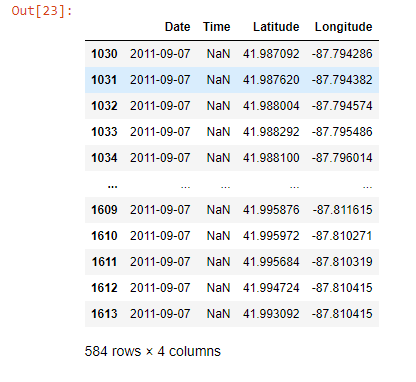 Out[23]:
Date Time Latitude Longitude
1030 2011-09-07 NaN 41.987092 -87.794286
1031 2011-09-07 NaN 41.987620 -87.794382
1032 2011-09-07 NaN 41.988004 -87.794574
1033 2011-09-07 NaN 41.988292 -87.795486
1034 2011-09-07 NaN 41.988100 -87.796014
... ... ... ... ...
1609 2011-09-07 NaN 41.995876 -87.811615
1610 2011-09-07 NaN 41.995972 -87.810271
1611 2011-09-07 NaN 41.995684 -87.810319
1612 2011-09-07 NaN 41.994724 -87.810415
1613 2011-09-07 NaN 41.993092 -87.810415
584 rows × 4 columns